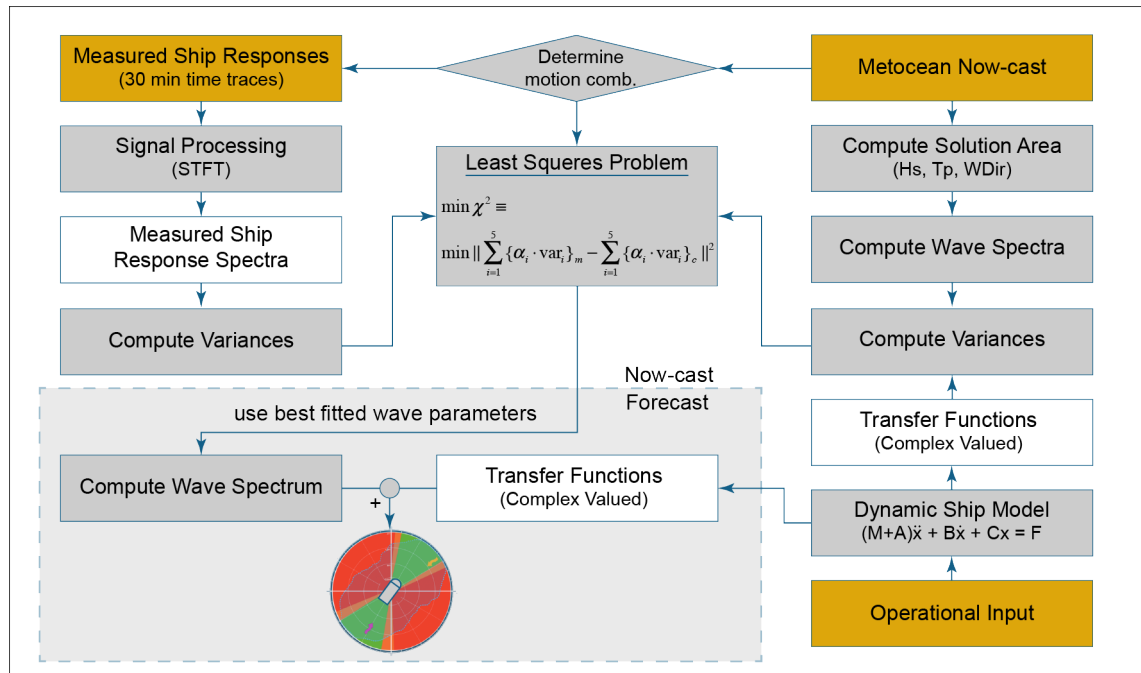 Measured Ship Responses
(30 min time traces)
Determine
motion comb.
Metocean Now-cast
Signal Processing
(STFT)
Least Squeres Problem
min χ² ≡
min || ∑ᵢ₌₁⁵ {αᵢ · varᵢ}ₘ − ∑ᵢ₌₁⁵ {αᵢ · varᵢ}꜀ ||²
Compute Solution Area
(Hs, Tp, WDir)
Measured Ship
Response Spectra
Compute Wave Spectra
Compute Variances
Compute Variances
Now-cast
Forecast
use best fitted wave parameters
Transfer Functions
(Complex Valued)
Compute Wave Spectrum
+
Transfer Functions
(Complex Valued)
Dynamic Ship Model
(M+A)ẍ + Bẋ + Cx = F
Operational Input